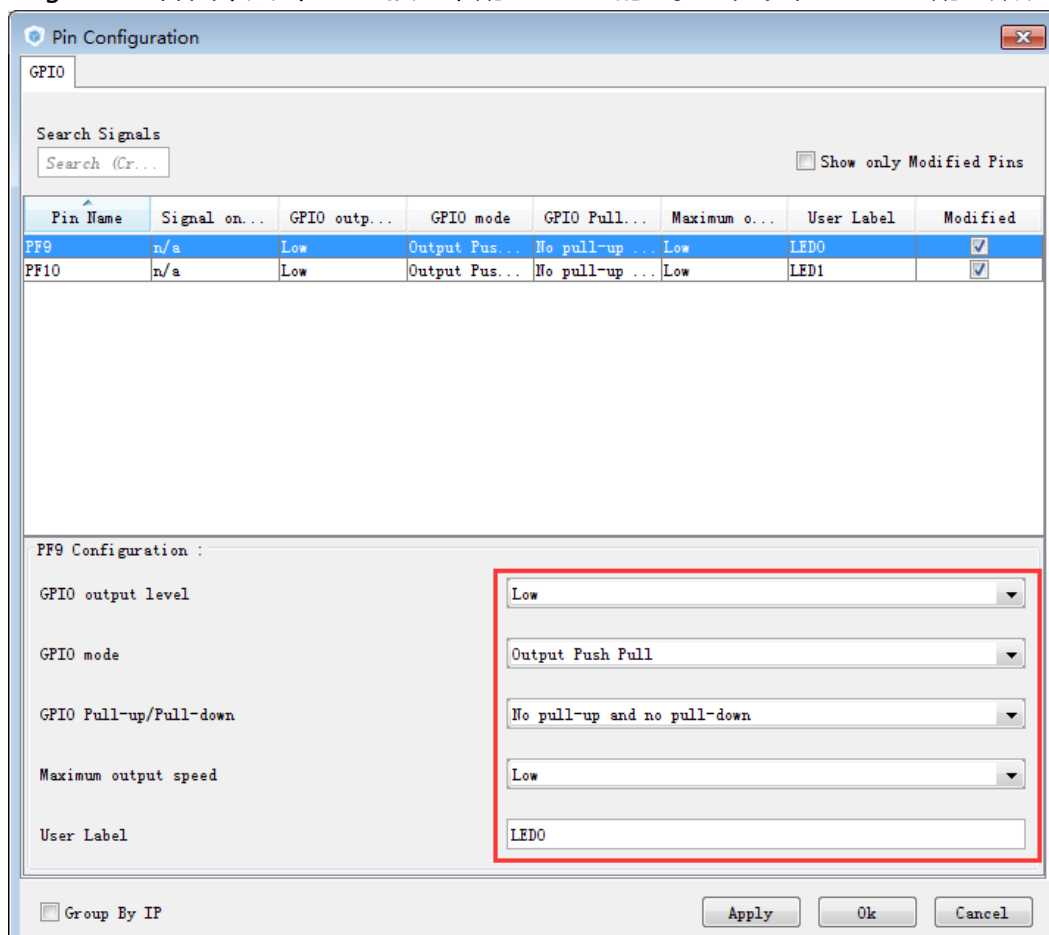 Pin Configuration
GPIO
Search Signals
Search (Cr...
Show only Modified Pins
Pin Name Signal on... GPIO outp... GPIO mode GPIO Pull... Maximum o... User Label Modified
PF9 n/a Low Output Pus... No pull-up ... Low LED0
PF10 n/a Low Output Pus... No pull-up ... Low LED1
PF9 Configuration :
GPIO output level Low
GPIO mode Output Push Pull
GPIO Pull-up/Pull-down No pull-up and no pull-down
Maximum output speed Low
User Label LED0
Group By IP Apply Ok Cancel